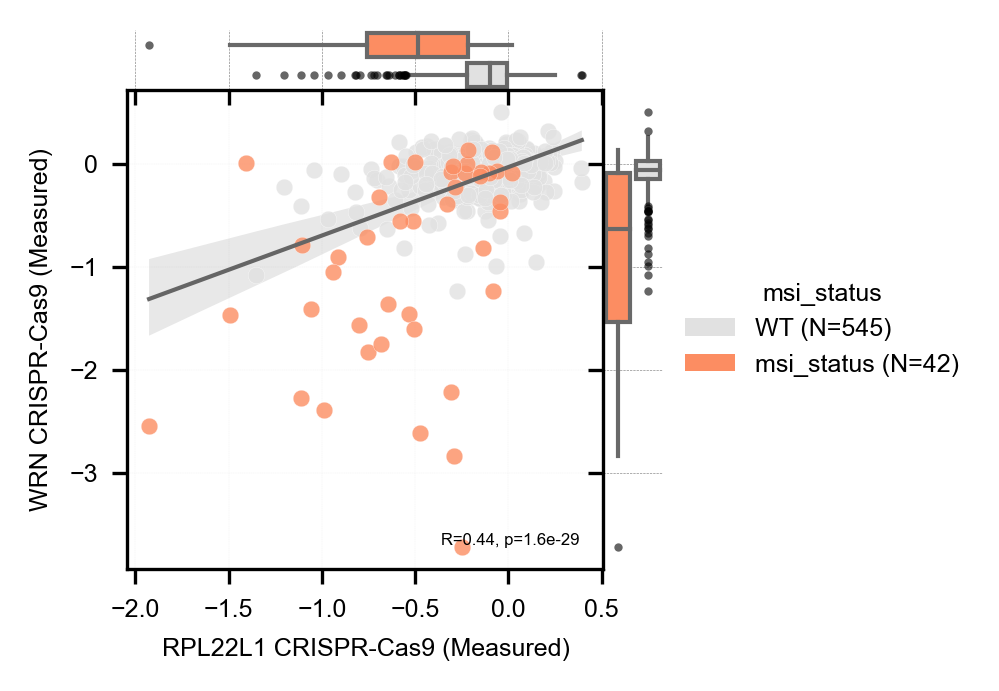 0
−1
−2
−3
WRN CRISPR-Cas9 (Measured)
R=0.44, p=1.6e-29
−2.0 −1.5 −1.0 −0.5 0.0 0.5
RPL22L1 CRISPR-Cas9 (Measured)
msi_status
WT (N=545)
msi_status (N=42)